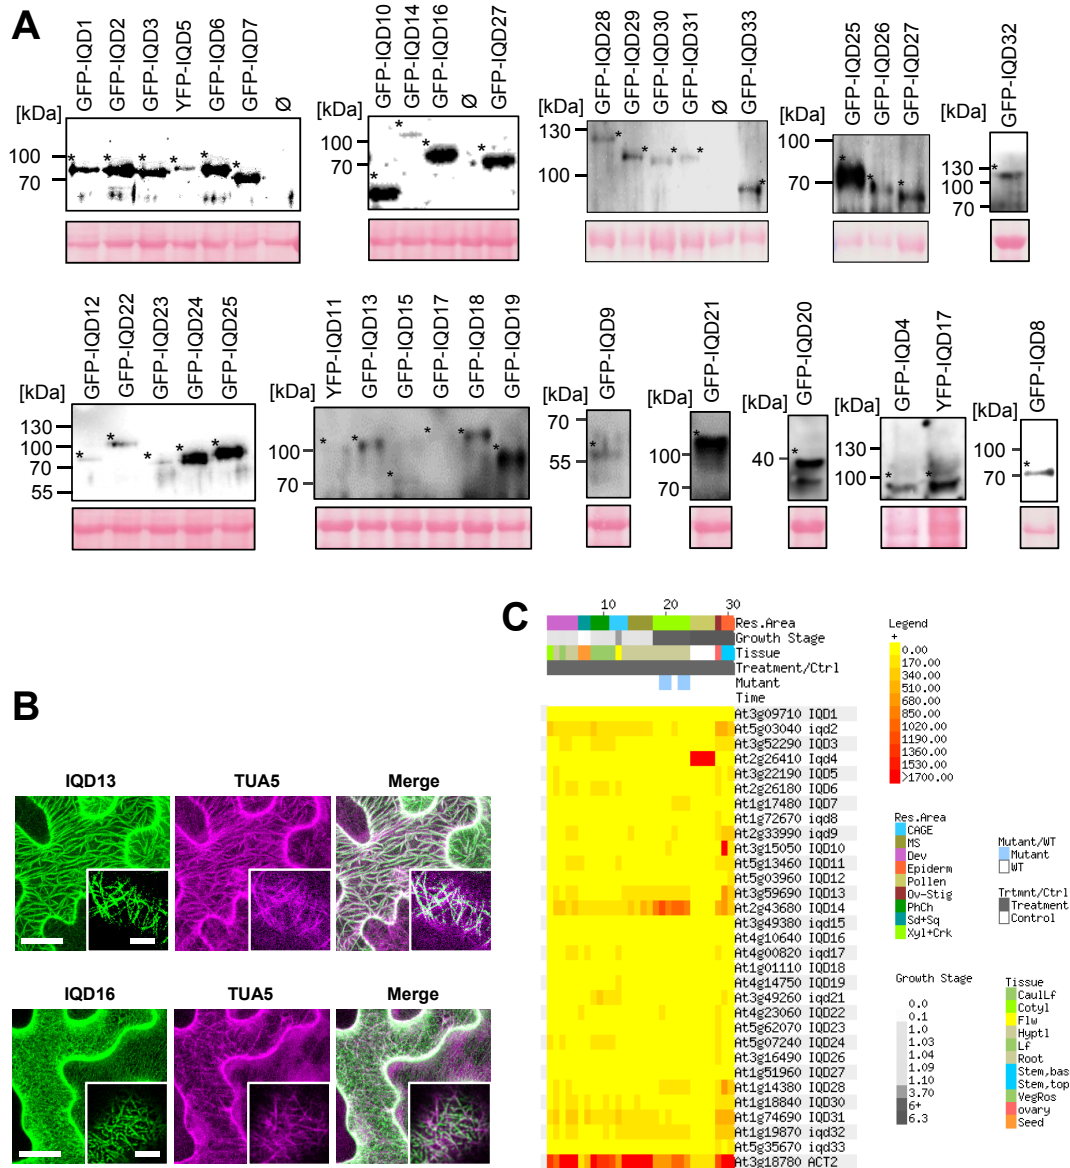 A
GFP-IQD1
GFP-IQD2
GFP-IQD3
YFP-IQD5
GFP-IQD6
GFP-IQD7
Ø
[kDa]
100
70
GFP-IQD10
GFP-IQD14
GFP-IQD16
Ø
GFP-IQD27
[kDa]
100
70
GFP-IQD28
GFP-IQD29
GFP-IQD30
GFP-IQD31
Ø
GFP-IQD33
[kDa]
130
100
GFP-IQD25
GFP-IQD26
GFP-IQD27
[kDa]
100
70
GFP-IQD32
[kDa]
130
100
70
GFP-IQD12
GFP-IQD22
GFP-IQD23
GFP-IQD24
GFP-IQD25
[kDa]
130
100
70
55
YFP-IQD11
GFP-IQD13
GFP-IQD15
GFP-IQD17
GFP-IQD18
GFP-IQD19
[kDa]
100
70
GFP-IQD9
[kDa]
70
55
GFP-IQD21
[kDa]
100
70
GFP-IQD20
[kDa]
40
GFP-IQD4
YFP-IQD17
[kDa]
130
100
GFP-IQD8
[kDa]
100
70
B
IQD13 TUA5 Merge
IQD16 TUA5 Merge
C
10 20 30
Res.Area
Growth Stage
Tissue
Treatment/Ctrl
Mutant
Time
At3g09710 IQD1
At5g03040 iqd2
At3g52290 IQD3
At2g26410 Iqd4
At3g22190 IQD5
At2g26180 IQD6
At1g17480 IQD7
At1g72670 iqd8
At2g33990 iqd9
At3g15050 IQD10
At5g13460 IQD11
At5g03960 IQD12
At3g59690 IQD13
At2g43680 IQD14
At3g49380 iqd15
At4g10640 IQD16
At4g00820 iqd17
At1g01110 IQD18
At4g14750 IQD19
At3g49260 iqd21
At4g23060 IQD22
At5g62070 IQD23
At5g07240 IQD24
At3g16490 IQD26
At1g51960 IQD27
At1g14380 IQD28
At1g18840 IQD30
At1g74690 IQD31
At1g19870 iqd32
At5g35670 iqd33
At3g18780 ACT2
Legend
+
0.00
170.00
340.00
510.00
680.00
850.00
1020.00
1190.00
1360.00
1530.00
>1700.00
Res.Area
CAGE
MS
Dev
Epiderm
Pollen
Ov-Stig
PhCh
Sd+Sq
Xyl+Crk
Mutant/WT
Mutant
WT
Trtmnt/Ctrl
Treatment
Control
Growth Stage
0.0
0.1
1.0
1.03
1.04
1.09
1.10
3.70
6+
6.3
Tissue
CaulLf
Cotyl
Flw
Hyptl
Lf
Root
Stem,bas
Stem,top
VegRos
ovary
Seed